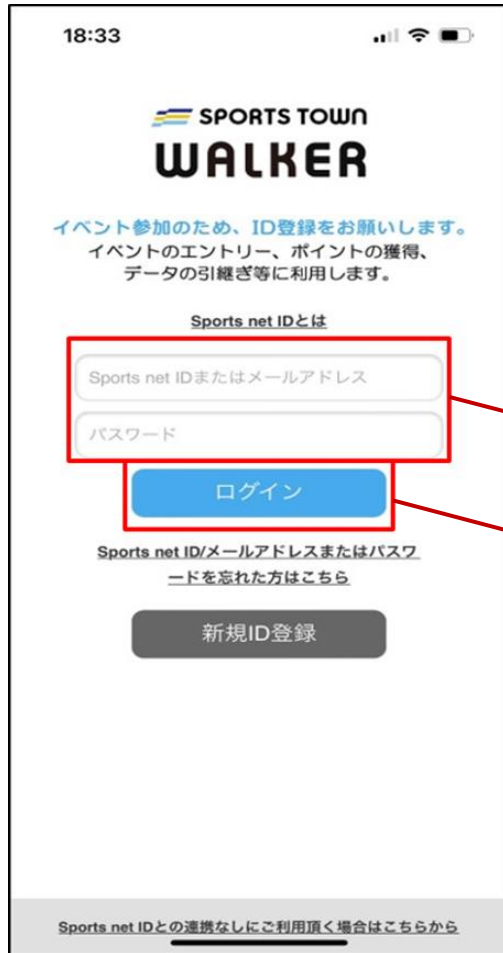 18:33
SPORTS TOWN
WALKER
イベント参加のため、ID登録をお願いします。
イベントのエントリー、ポイントの獲得、
データの引継ぎ等に利用します。
Sports net IDとは
Sports net IDまたはメールアドレス
パスワード
ログイン
Sports net ID/メールアドレスまたはパスワ
ードを忘れた方はこちら
新規ID登録
Sports net IDとの連携なしにご利用頂く場合はこちらから